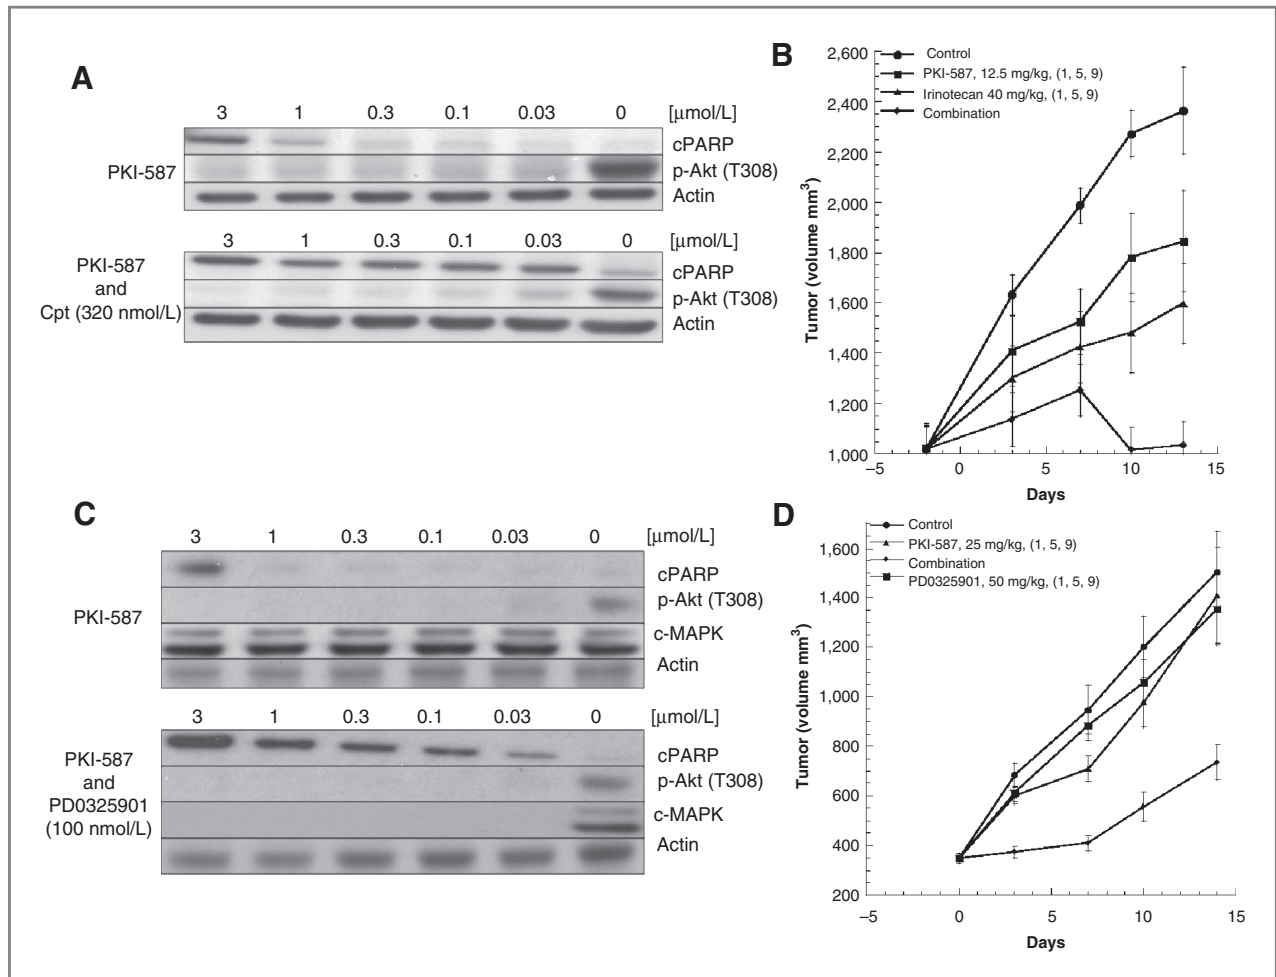 A
3 1 0.3 0.1 0.03 0 [μmol/L]
PKI-587
cPARP
p-Akt (T308)
Actin
3 1 0.3 0.1 0.03 0 [μmol/L]
PKI-587
and
Cpt (320 nmol/L)
cPARP
p-Akt (T308)
Actin
B
Control
PKI-587, 12.5 mg/kg, (1, 5, 9)
Irinotecan 40 mg/kg, (1, 5, 9)
Combination
Tumor (volume mm³)
2,600
2,400
2,200
2,000
1,800
1,600
1,400
1,200
1,000
−5 0 5 10 15
Days
C
3 1 0.3 0.1 0.03 0 [μmol/L]
PKI-587
cPARP
p-Akt (T308)
c-MAPK
Actin
3 1 0.3 0.1 0.03 0 [μmol/L]
PKI-587
and
PD0325901
(100 nmol/L)
cPARP
p-Akt (T308)
c-MAPK
Actin
D
Control
PKI-587, 25 mg/kg, (1, 5, 9)
Combination
PD0325901, 50 mg/kg, (1, 5, 9)
Tumor (volume mm³)
1,600
1,400
1,200
1,000
800
600
400
200
−5 0 5 10 15
Days